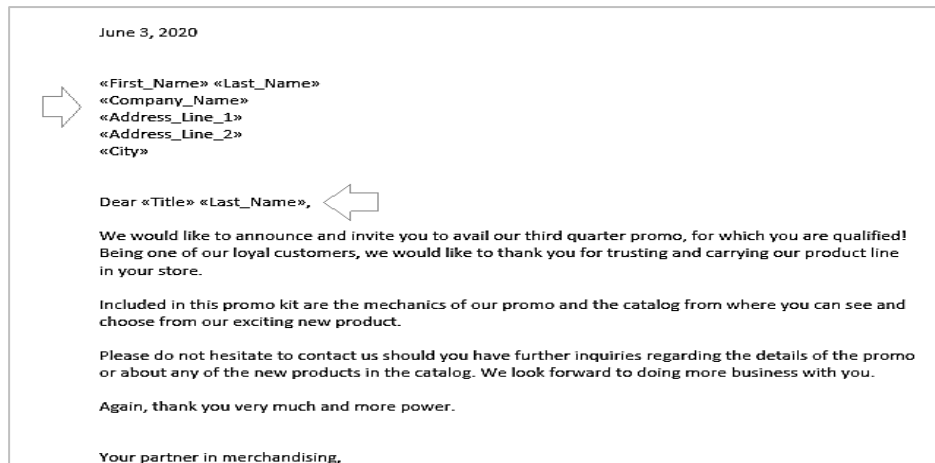 June 3, 2020
«First_Name» «Last_Name»
«Company_Name»
«Address_Line_1»
«Address_Line_2»
«City»
Dear «Title» «Last_Name»,
We would like to announce and invite you to avail our third quarter promo, for which you are qualified!
Being one of our loyal customers, we would like to thank you for trusting and carrying our product line
in your store.
Included in this promo kit are the mechanics of our promo and the catalog from where you can see and
choose from our exciting new product.
Please do not hesitate to contact us should you have further inquiries regarding the details of the promo
or about any of the new products in the catalog. We look forward to doing more business with you.
Again, thank you very much and more power.
Your partner in merchandising,